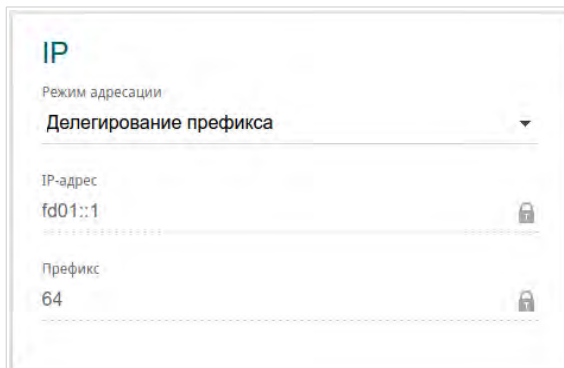 IP
Режим адресации
Делегирование префикса
IP-адрес
fd01::1
Префикс
64